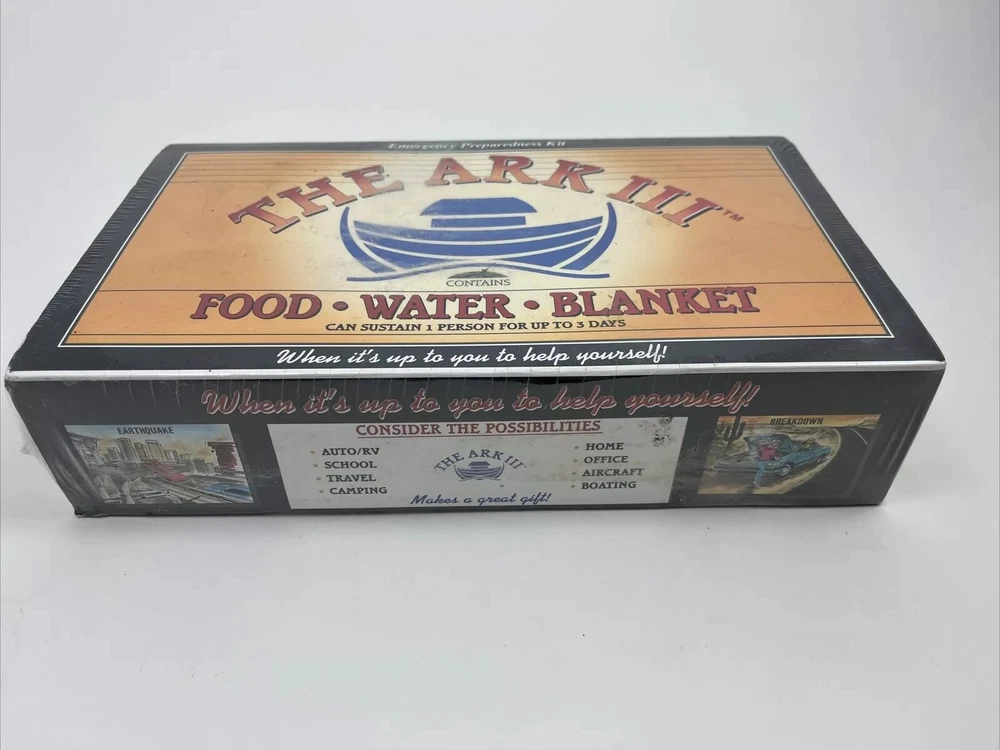 Emergency Preparedness Kit
THE ARK III™
CONTAINS
FOOD • WATER • BLANKET
CAN SUSTAIN 1 PERSON FOR UP TO 3 DAYS
When it's up to you to help yourself!
When it's up to you to help yourself!
EARTHQUAKE
CONSIDER THE POSSIBILITIES
• AUTO/RV
• SCHOOL
• TRAVEL
• CAMPING
THE ARK III™
• HOME
• OFFICE
• AIRCRAFT
• BOATING
Makes a great gift!
BREAKDOWN